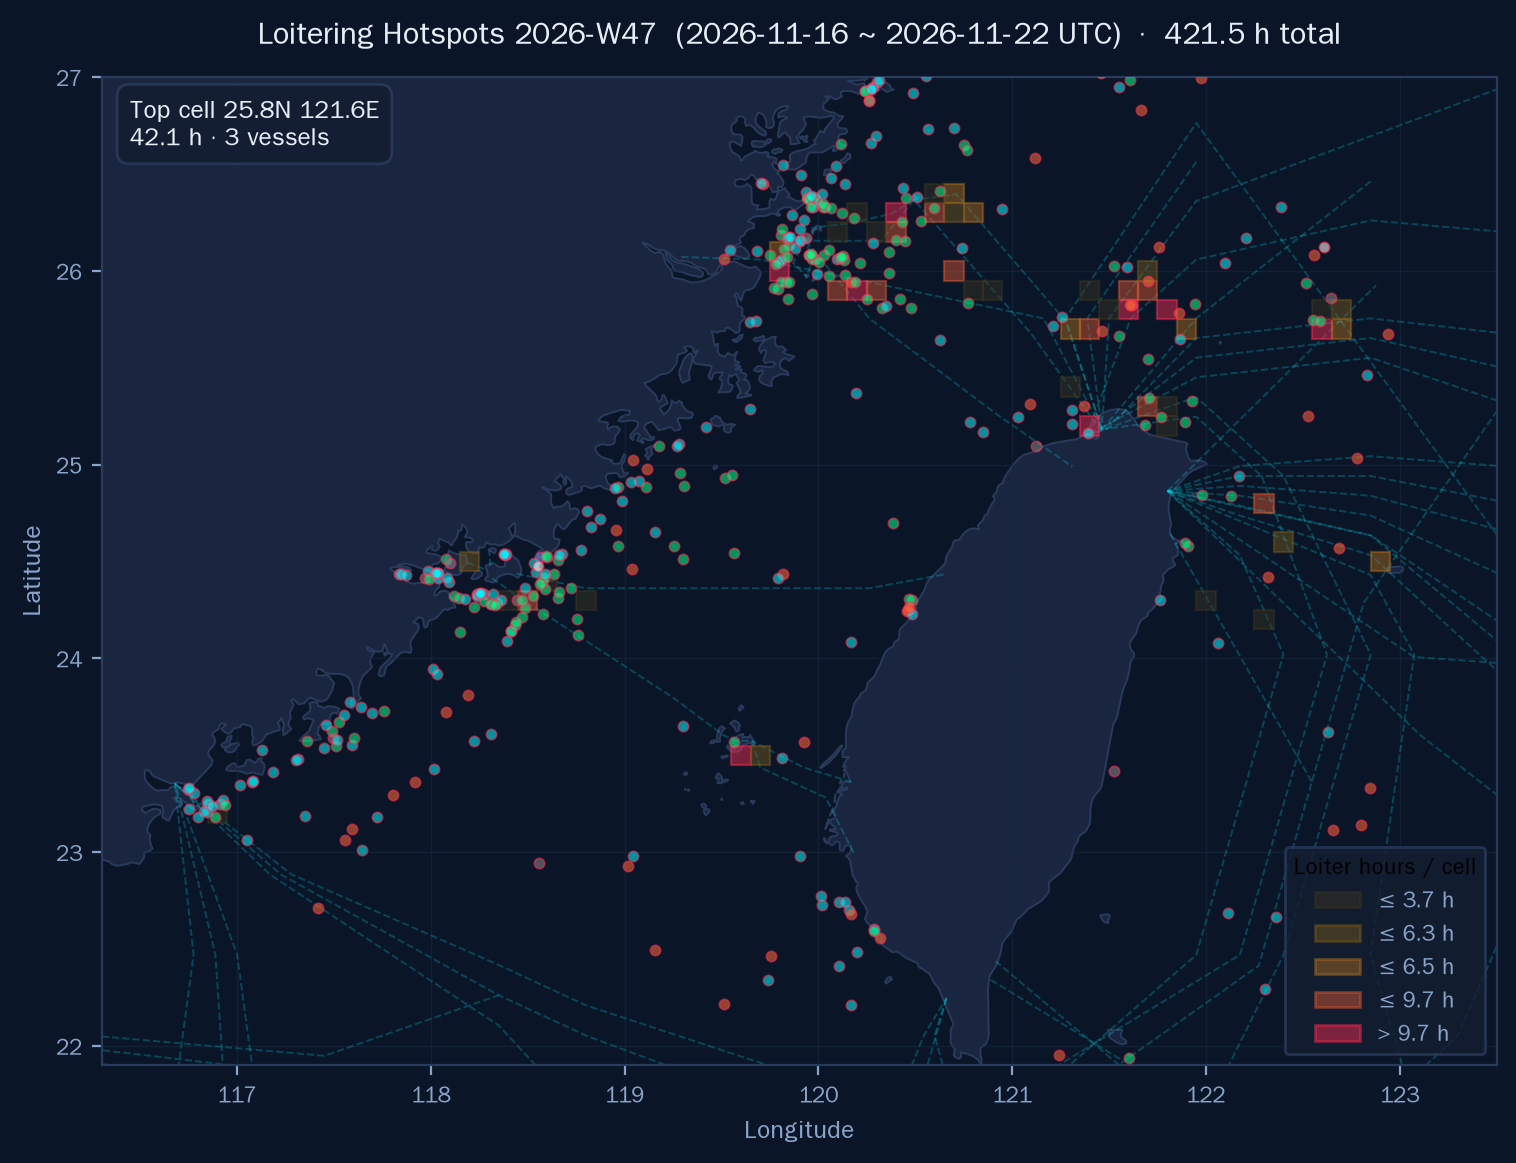 Loitering Hotspots 2026-W47 (2026-11-16 ~ 2026-11-22 UTC) · 421.5 h total
Top cell 25.8N 121.6E
42.1 h · 3 vessels
27
26
25
24
23
22
Latitude
Loiter hours / cell
≤ 3.7 h
≤ 6.3 h
≤ 6.5 h
≤ 9.7 h
> 9.7 h
117
118
119
120
121
122
123
Longitude